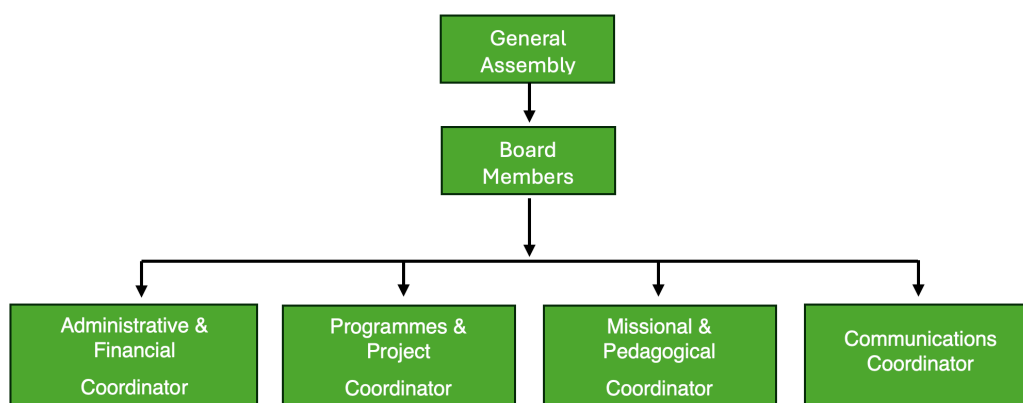 General
Assembly
Board
Members
Administrative &
Financial
Coordinator
Programmes &
Project
Coordinator
Missional &
Pedagogical
Coordinator
Communications
Coordinator